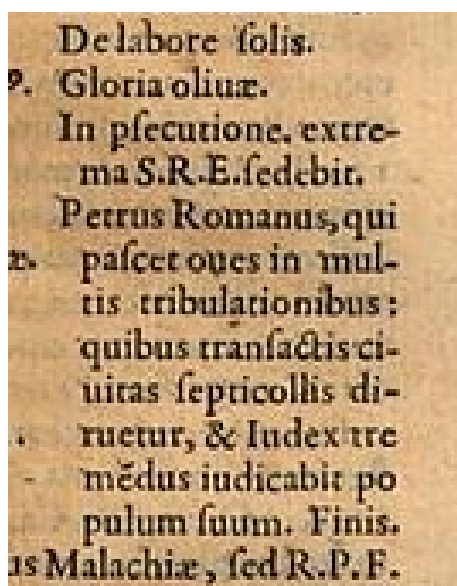 De labore ſolis.
9. Gloria oliuæ.
In pſecutione. extre-
ma S.R.E. ſedebit.
Petrus Romanus, qui
æ. paſcet oues in mul-
tis tribulationibus:
quibus tranſactis ci-
uitas ſepticollis di-
. ruetur, & Iudex tre
- mẽdus iudicabit po
pulum ſuum. Finis.
us Malachiæ, ſed R.P.F.